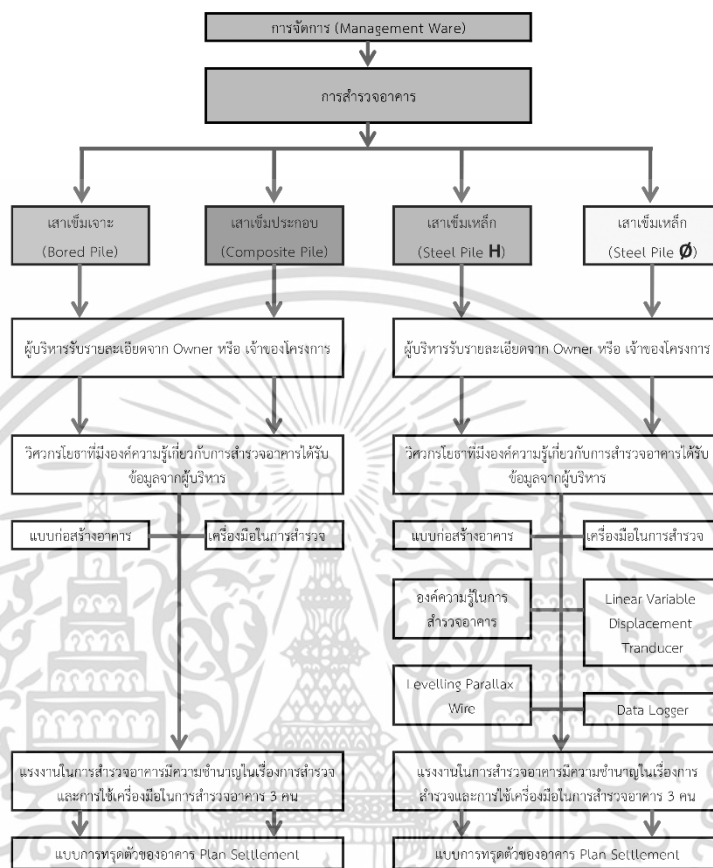 การจัดการ (Management Ware)
การสำรวจอาคาร
เสาเข็มเจาะ
(Bored Pile)
เสาเข็มประกอบ
(Composite Pile)
เสาเข็มเหล็ก
(Steel Pile H)
เสาเข็มเหล็ก
(Steel Pile Ø)
ผู้บริหารรับรายละเอียดจาก Owner หรือ เจ้าของโครงการ
ผู้บริหารรับรายละเอียดจาก Owner หรือ เจ้าของโครงการ
วิศวกรโยธาที่มีองค์ความรู้เกี่ยวกับการสำรวจอาคารได้รับ
ข้อมูลจากผู้บริหาร
วิศวกรโยธาที่มีองค์ความรู้เกี่ยวกับการสำรวจอาคารได้รับ
ข้อมูลจากผู้บริหาร
แบบก่อสร้างอาคาร
เครื่องมือในการสำรวจ
แบบก่อสร้างอาคาร
เครื่องมือในการสำรวจ
องค์ความรู้ในการ
สำรวจอาคาร
Linear Variable
Displacement
Tranducer
Levelling Parallax
Wire
Data Logger
แรงงานในการสำรวจอาคารมีความชำนาญในเรื่องการสำรวจ
และการใช้เครื่องมือในการสำรวจอาคาร 3 คน
แรงงานในการสำรวจอาคารมีความชำนาญในเรื่องการ
สำรวจและการใช้เครื่องมือในการสำรวจอาคาร 3 คน
แบบการทรุดตัวของอาคาร Plan Settlement
แบบการทรุดตัวของอาคาร Plan Settlement